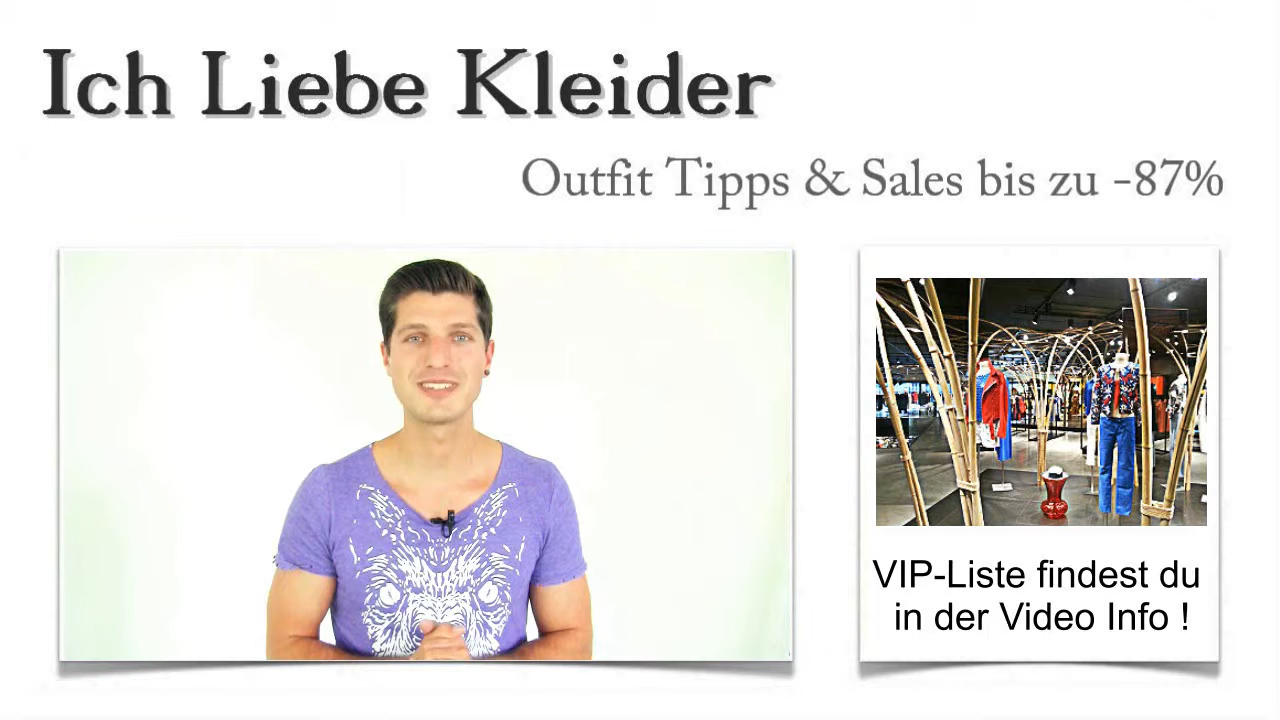 Ich Liebe Kleider
Outfit Tipps & Sales bis zu -87%
VIP-Liste findest du
in der Video Info !